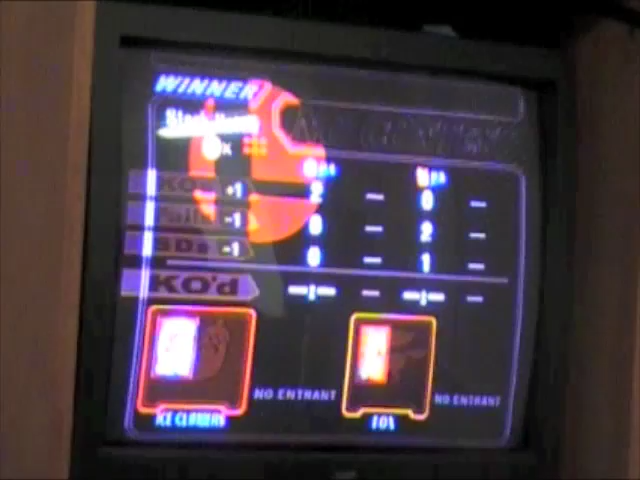 WINNER
KOs +1 2 — 0 —
Falls -1 0 — 2 —
SDs -1 0 — 1 —
KO'd —:— — —:— —
NO ENTRANT NO ENTRANT
ICE CLIMBERS FOX